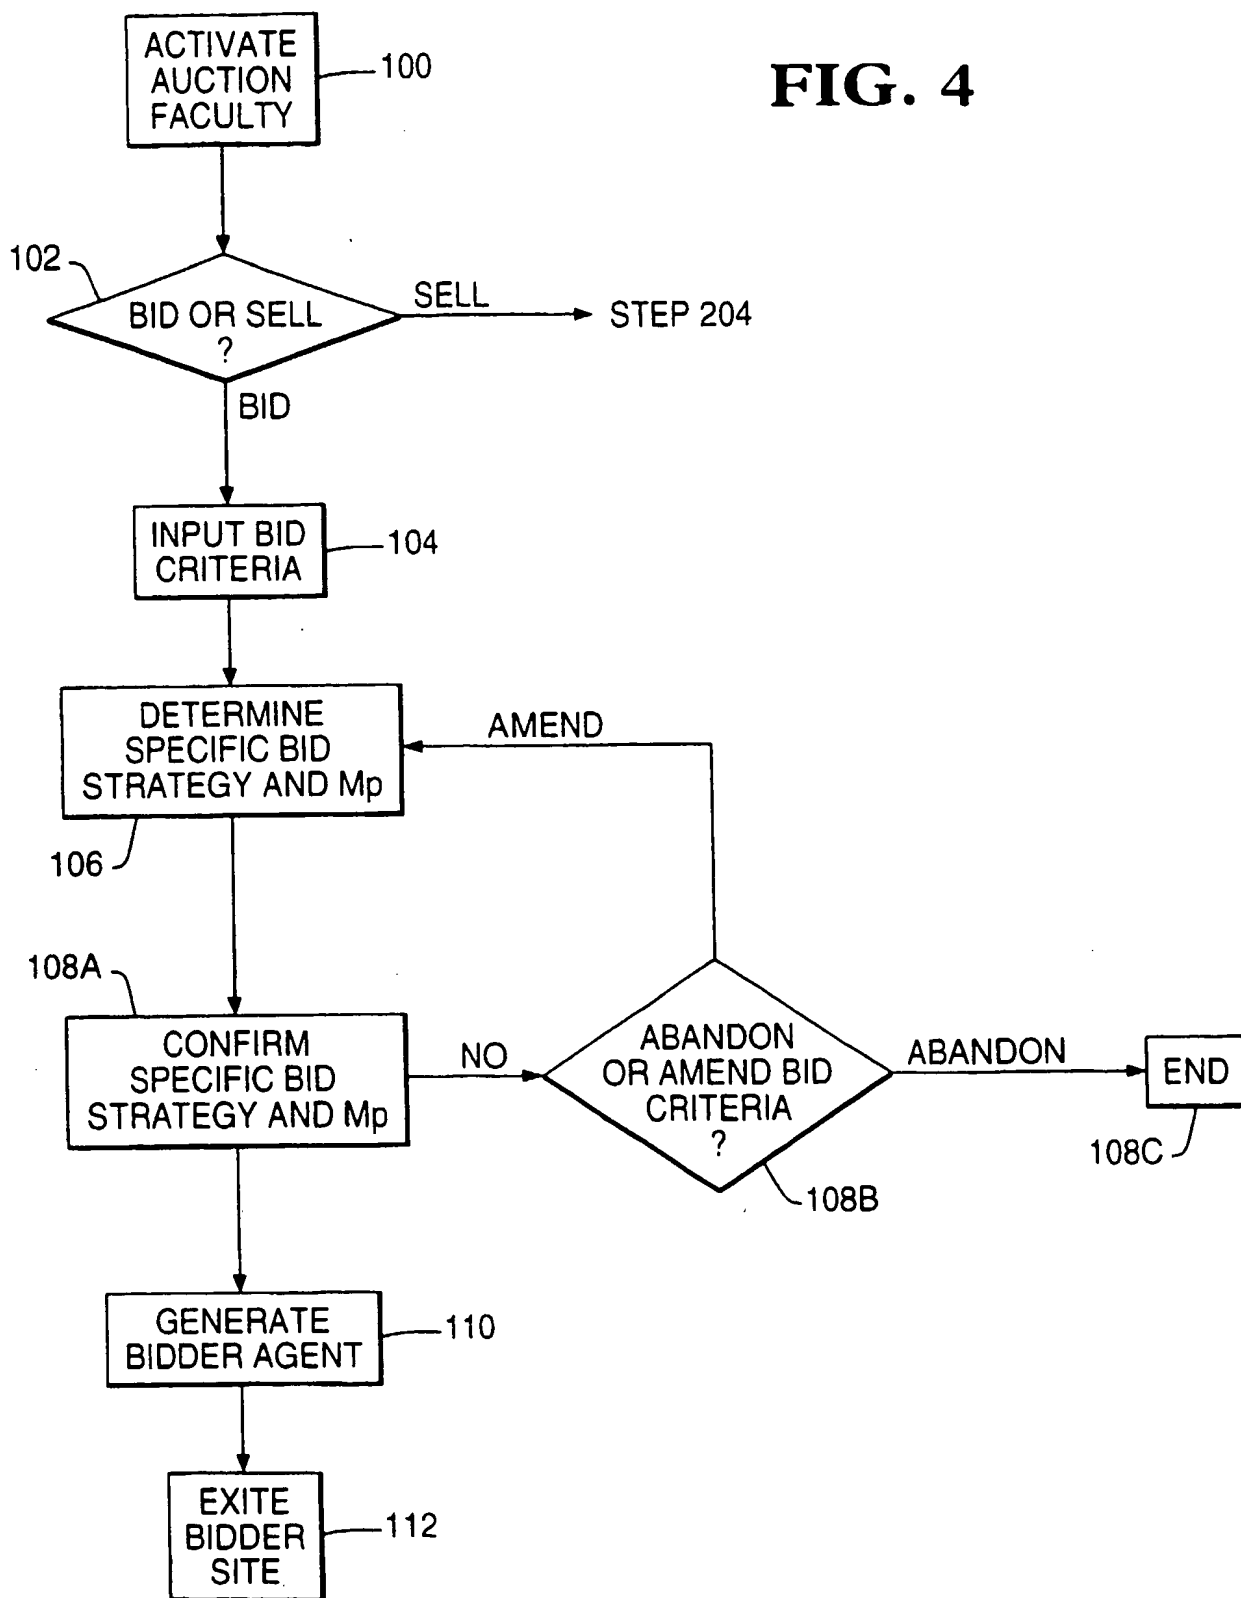 ACTIVATE
AUCTION
FACULTY
100
FIG. 4
102
BID OR SELL
?
SELL
STEP 204
BID
INPUT BID
CRITERIA
104
DETERMINE
SPECIFIC BID
STRATEGY AND Mp
AMEND
106
108A
CONFIRM
SPECIFIC BID
STRATEGY AND Mp
NO
ABANDON
OR AMEND BID
CRITERIA
?
ABANDON
END
108C
108B
GENERATE
BIDDER AGENT
110
EXITE
BIDDER
SITE
112